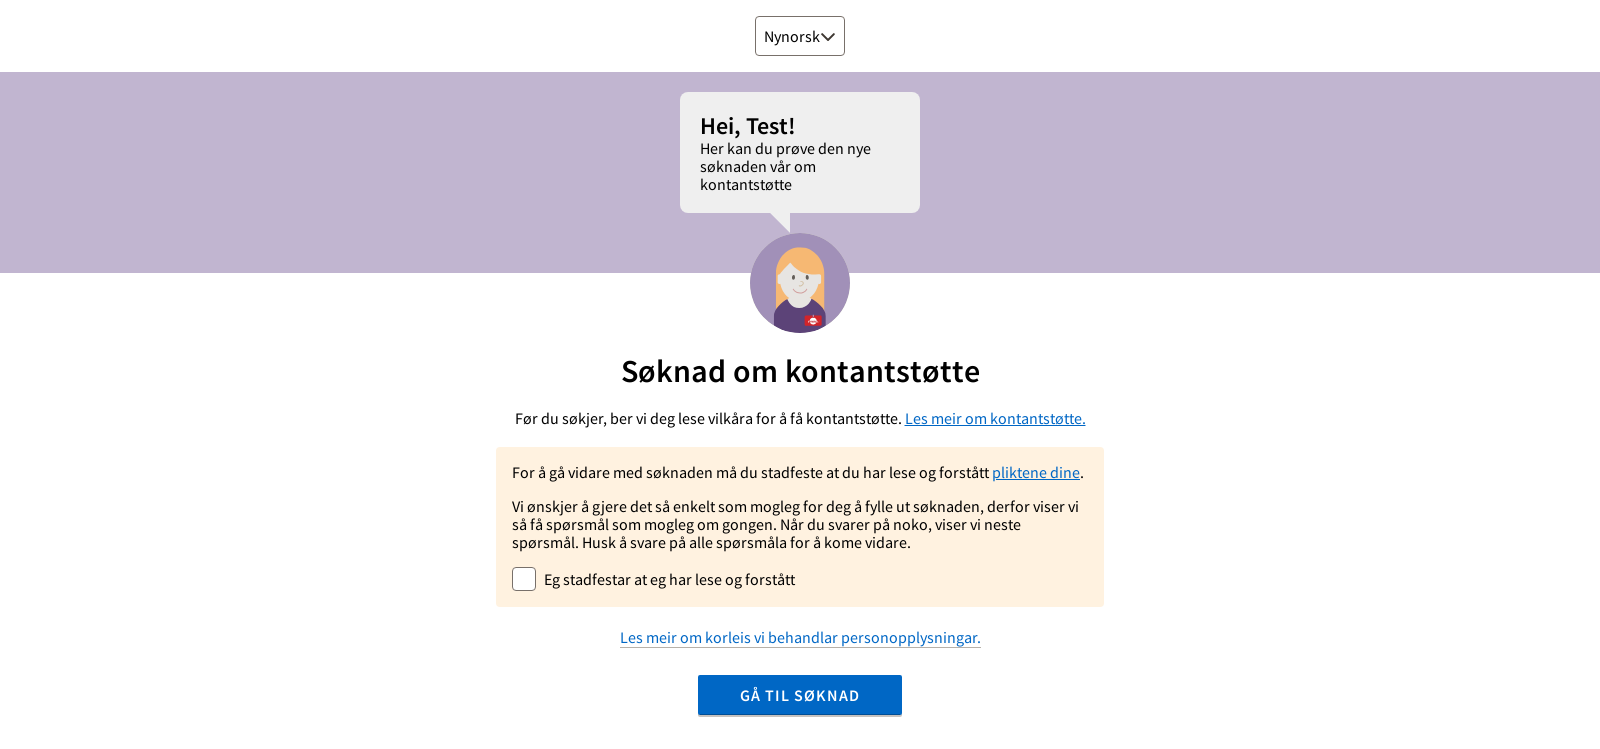 Nynorsk
Hei, Test!
Her kan du prøve den nye
søknaden vår om
kontantstøtte
Søknad om kontantstøtte
Før du søkjer, ber vi deg lese vilkåra for å få kontantstøtte. Les meir om kontantstøtte.
For å gå vidare med søknaden må du stadfeste at du har lese og forstått pliktene dine.
Vi ønskjer å gjere det så enkelt som mogleg for deg å fylle ut søknaden, derfor viser vi
så få spørsmål som mogleg om gongen. Når du svarer på noko, viser vi neste
spørsmål. Husk å svare på alle spørsmåla for å kome vidare.
Eg stadfestar at eg har lese og forstått
Les meir om korleis vi behandlar personopplysningar.
GÅ TIL SØKNAD